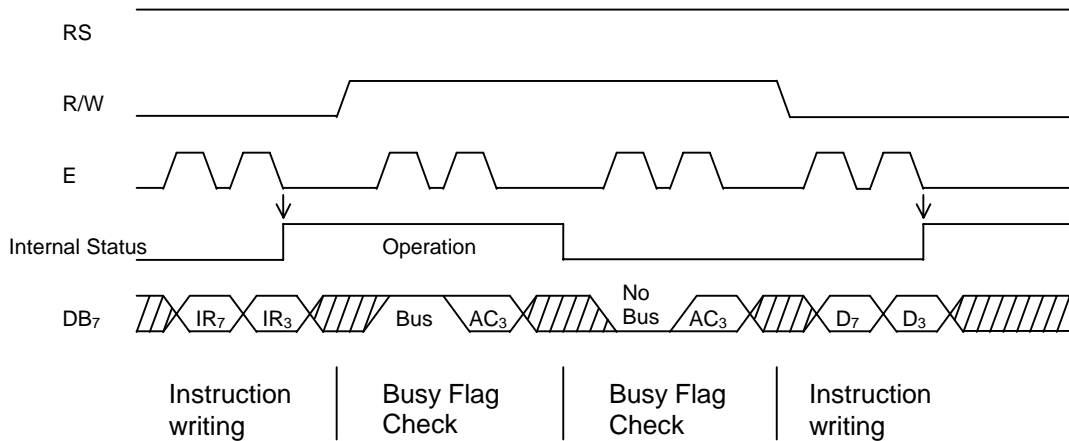 RS
R/W
E
Internal Status
Operation
DB₇
IR₇
IR₃
Bus
AC₃
No
Bus
AC₃
D₇
D₃
Instruction
writing
Busy Flag
Check
Busy Flag
Check
Instruction
writing